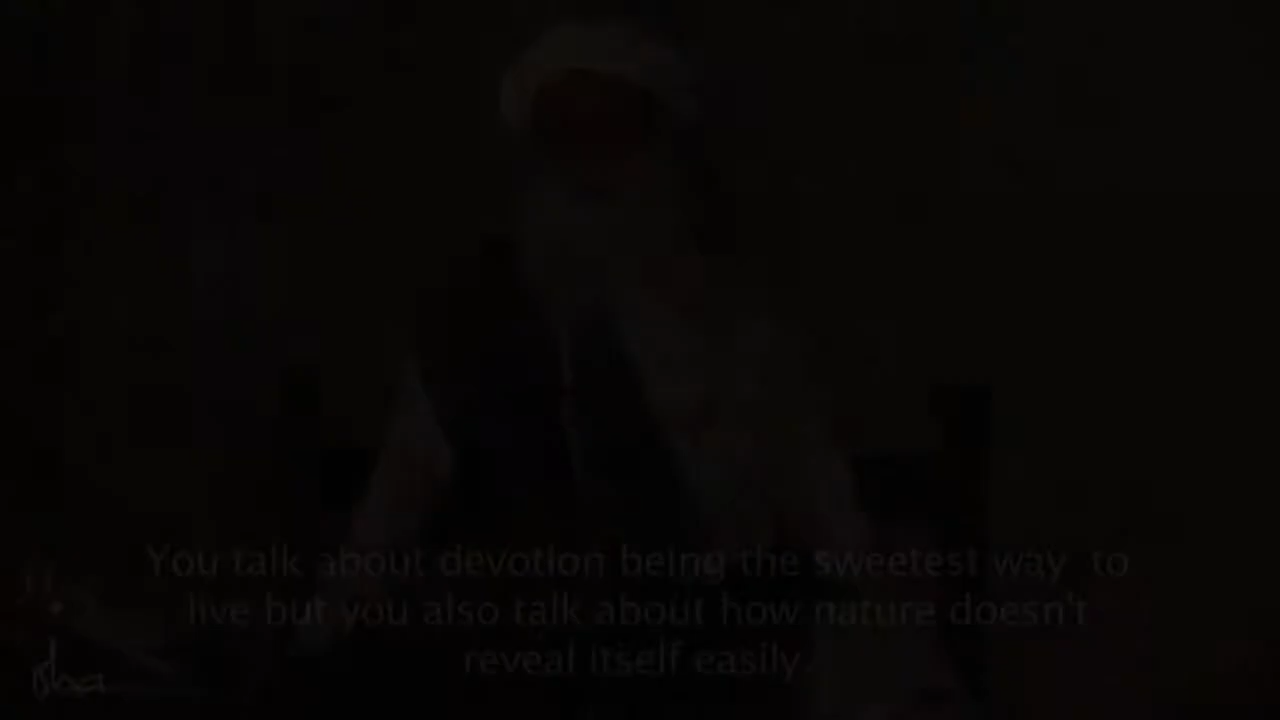 You talk about devotion being the sweetest way to
live but you also talk about how nature doesn't
reveal itself easily.
isha